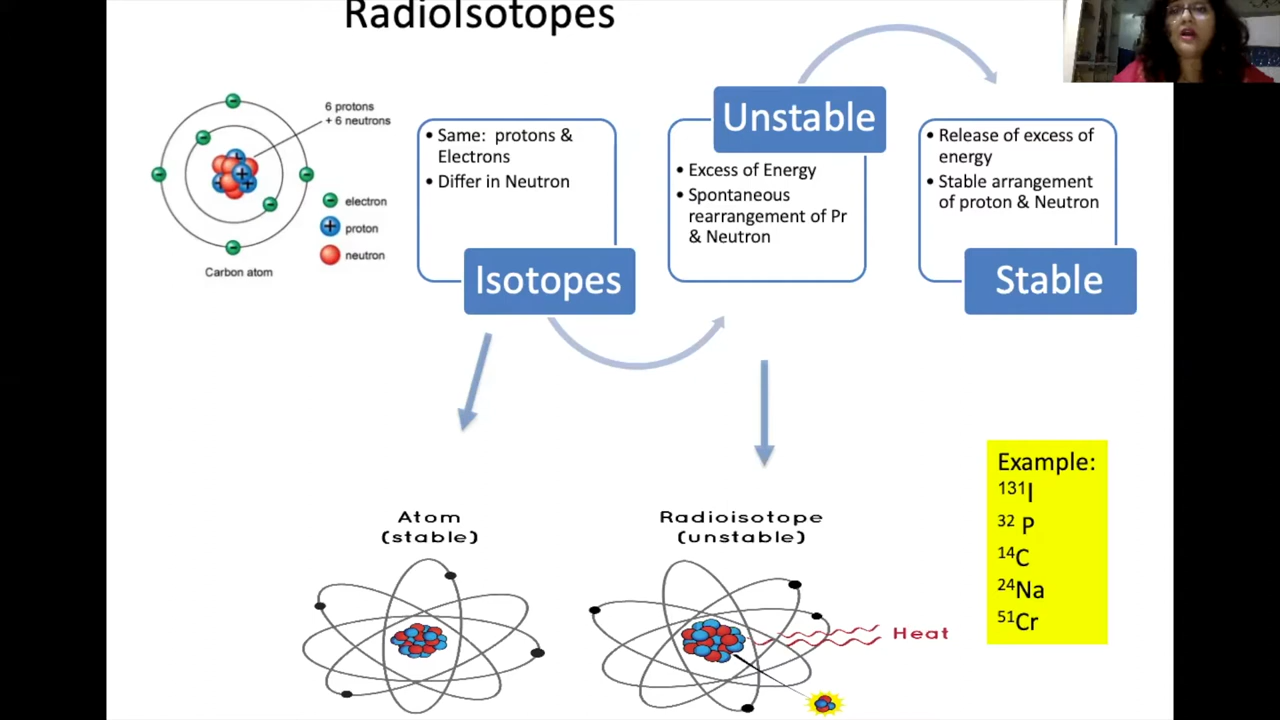 RadioIsotopes
6 protons
+ 6 neutrons
electron
proton
neutron
Carbon atom
• Same: protons &
Electrons
• Differ in Neutron
Isotopes
Unstable
• Excess of Energy
• Spontaneous
rearrangement of Pr
& Neutron
• Release of excess of
energy
• Stable arrangement
of proton & Neutron
Stable
Atom
(stable)
Radioisotope
(unstable)
Heat
Example:
¹³¹I
³² P
¹⁴C
²⁴Na
⁵¹Cr